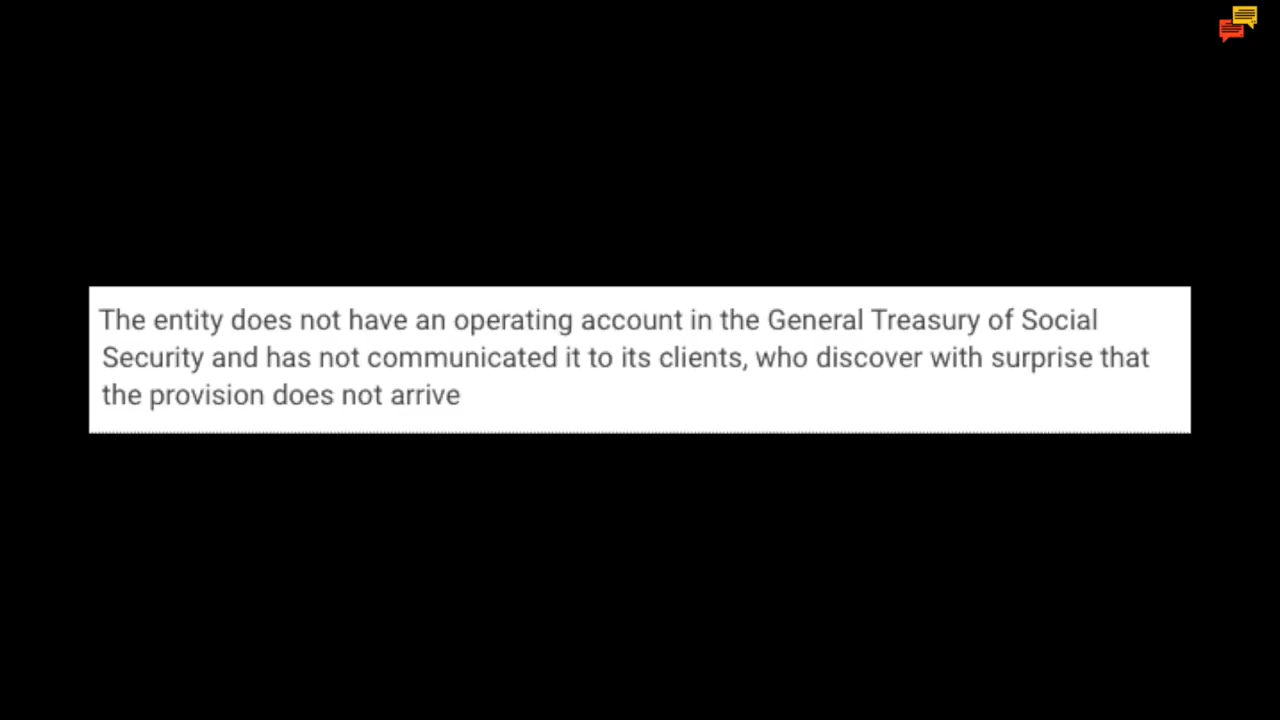 The entity does not have an operating account in the General Treasury of Social
Security and has not communicated it to its clients, who discover with surprise that
the provision does not arrive